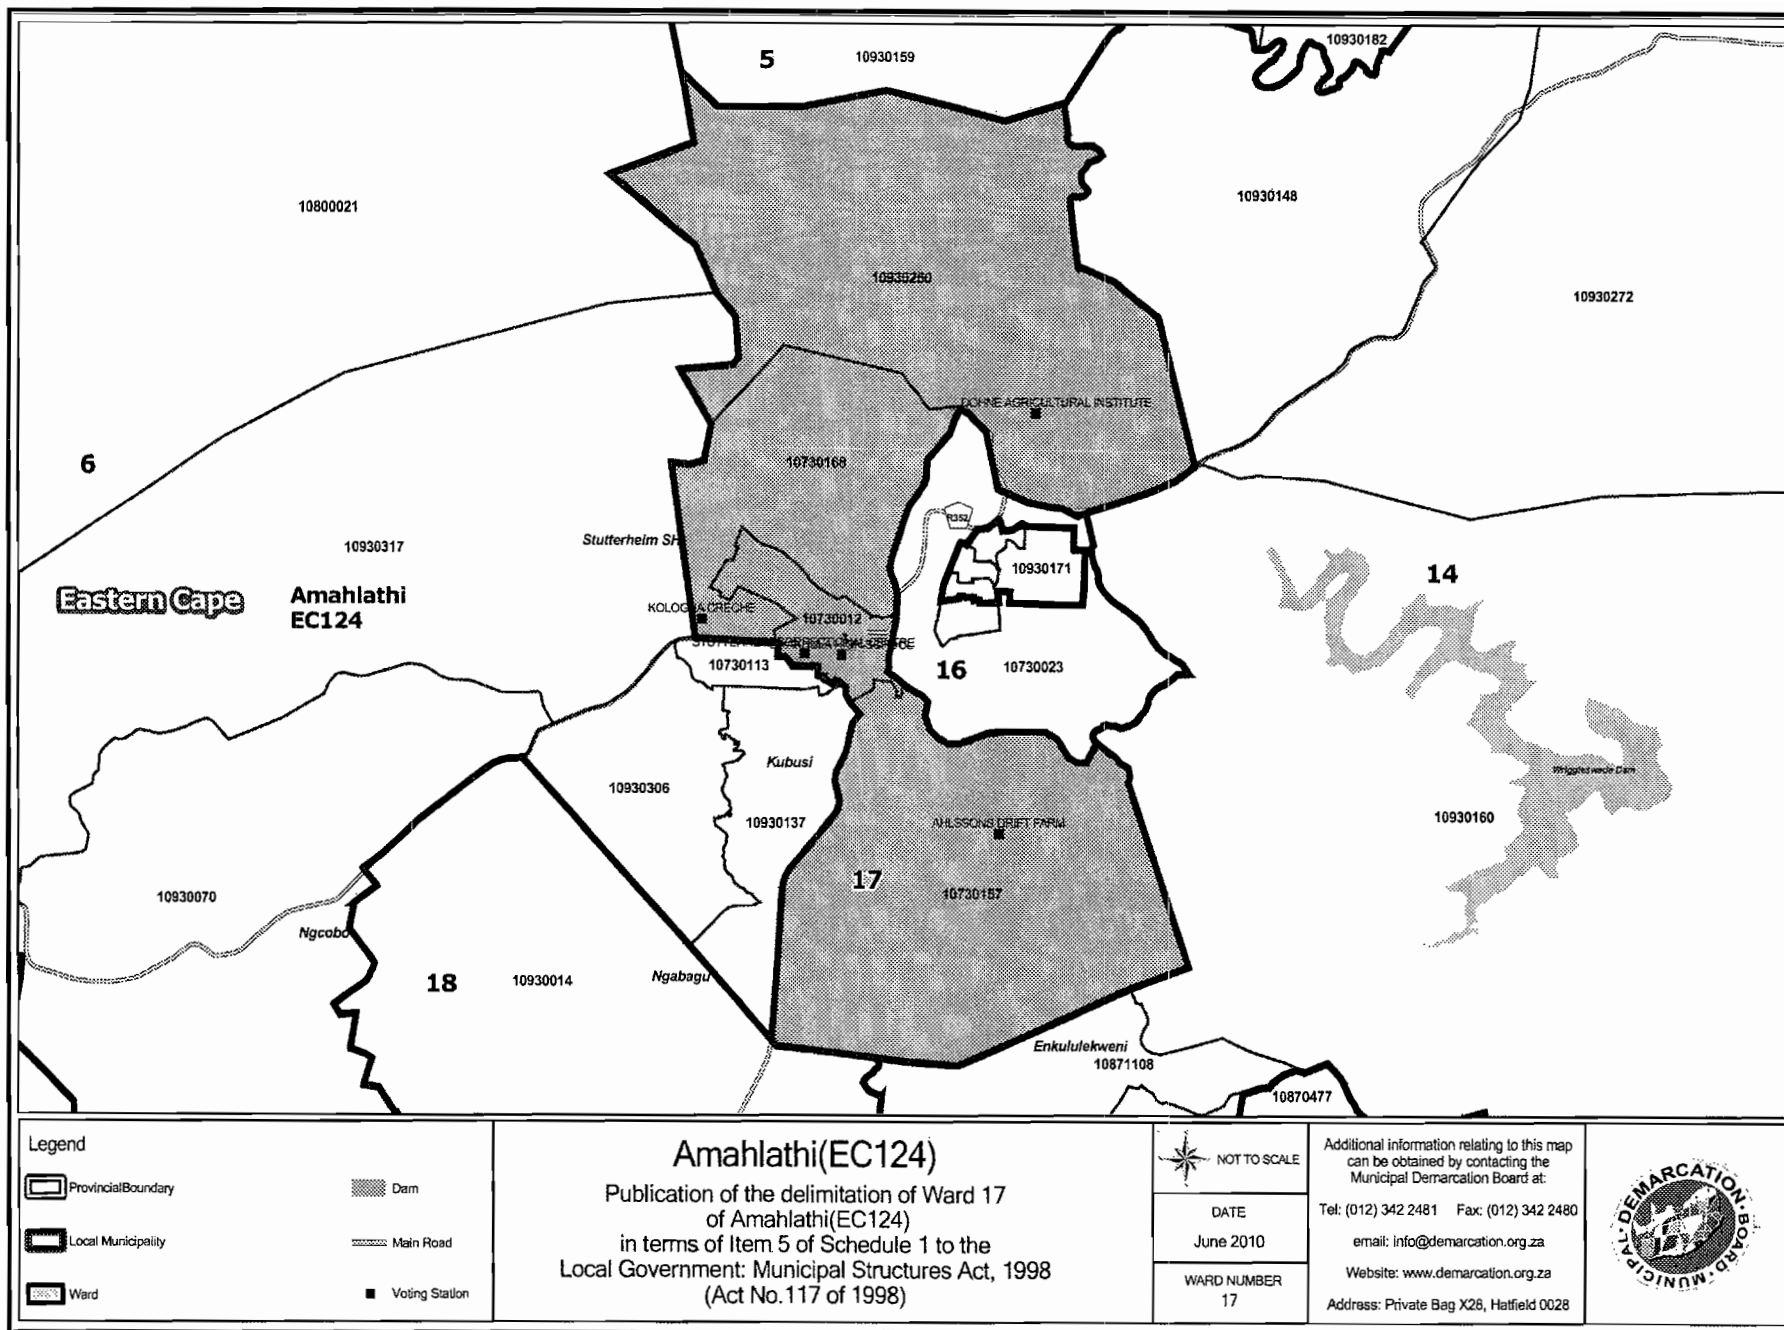 5
10930159
10930182
10800021
10930148
10930260
10930272
DOHNE AGRICULTURAL INSTITUTE
6
10730168
R352
Stutterheim SH
10930317
10930171
14
Eastern Cape
Amahlathi
EC124
KOLOGHA CRECHE
10730012
10730113
16
10730023
Kubusi
Wriggleswade Dam
10930306
10930137
AHLSSONS DRIFT FARM
10930160
17
10730157
10930070
Ngcobo
18
10930014
Ngabagu
Enkululekweni
10871108
10870477
Legend
ProvincialBoundary
Dam
Local Municipality
Main Road
Ward
Voting Station
Amahlathi(EC124)
Publication of the delimitation of Ward 17
of Amahlathi(EC124)
in terms of Item 5 of Schedule 1 to the
Local Government: Municipal Structures Act, 1998
(Act No.117 of 1998)
NOT TO SCALE
DATE
June 2010
WARD NUMBER
17
Additional information relating to this map
can be obtained by contacting the
Municipal Demarcation Board at:
Tel: (012) 342 2481 Fax: (012) 342 2480
email: info@demarcation.org.za
Website: www.demarcation.org.za
Address: Private Bag X28, Hatfield 0028
MUNICIPAL DEMARCATION BOARD